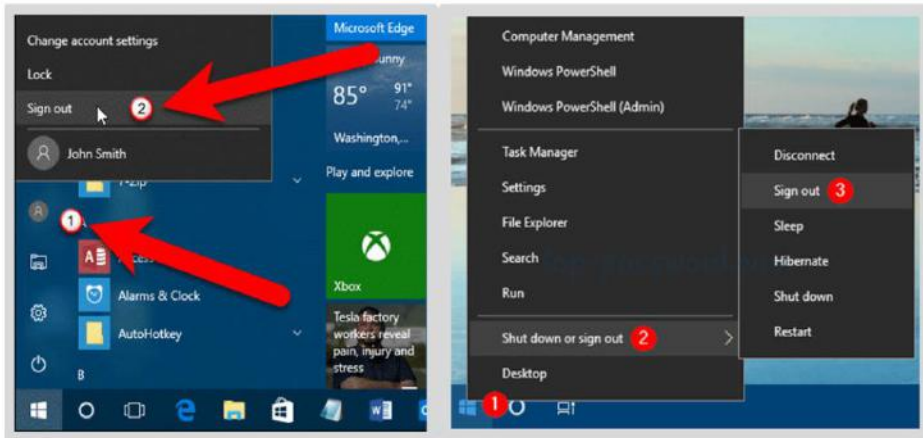 Change account settings
Lock
Sign out
2
John Smith
7-Zip
1
A
Alarms & Clock
AutoHotkey
B
Microsoft Edge
unny
85°
91°
74°
Washington,...
Play and explore
Xbox
Tesla factory
workers reveal
pain, injury and
stress
Computer Management
Windows PowerShell
Windows PowerShell (Admin)
Task Manager
Settings
File Explorer
Search
Run
Shut down or sign out
2
Desktop
1
Disconnect
Sign out
3
Sleep
Hibernate
Shut down
Restart